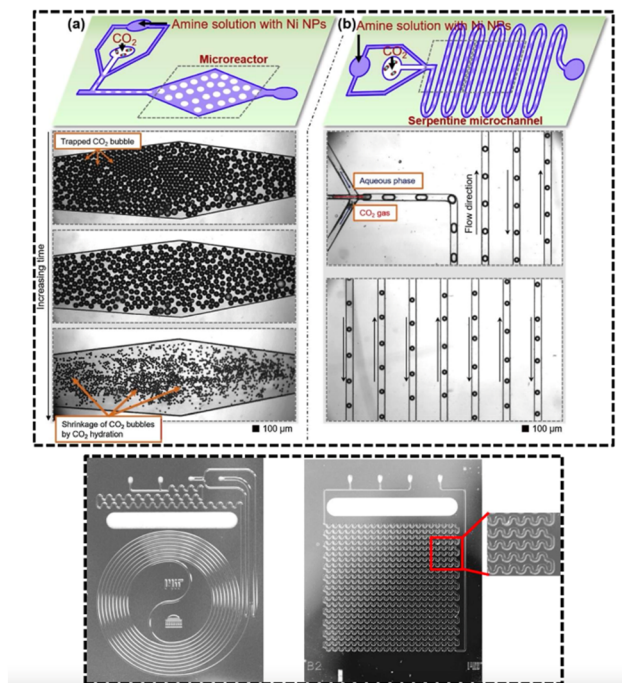 (a)
Amine solution with Ni NPs
CO2
Microreactor
(b)
Amine solution with Ni NPs
CO2
Serpentine microchannel
Increasing time
Trapped CO2 bubble
Shrinkage of CO2 bubbles
by CO2 hydration
100 μm
Aqueous phase
CO2 gas
Flow direction
100 μm
B2